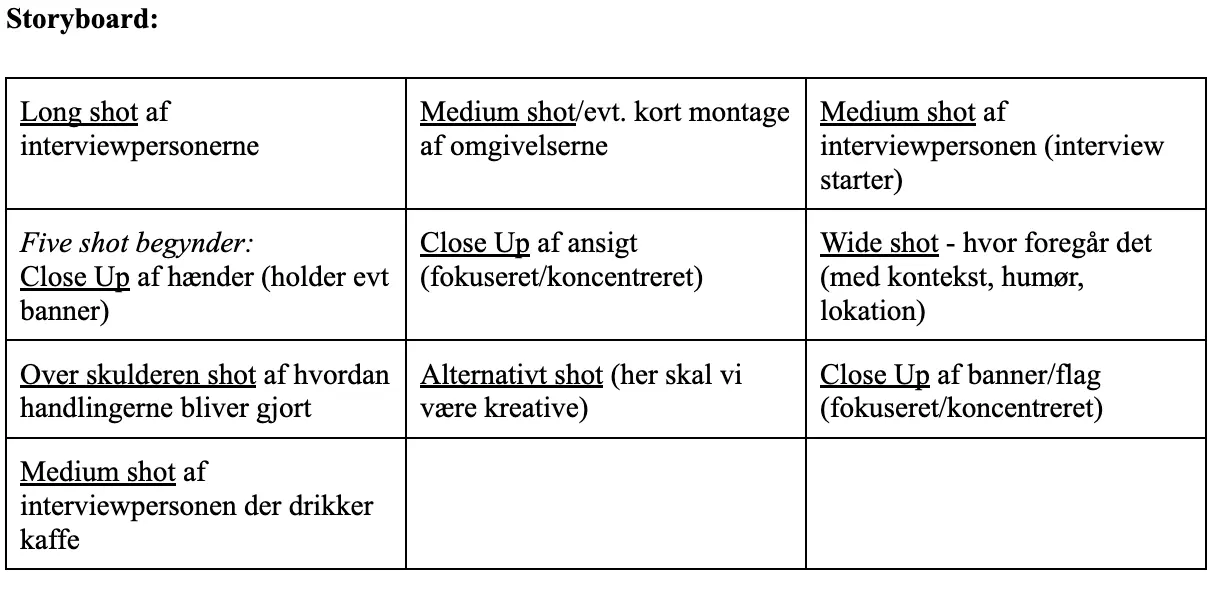 Storyboard:
Long shot af
interviewpersonerne
Medium shot/evt. kort montage
af omgivelserne
Medium shot af
interviewpersonen (interview
starter)
Five shot begynder:
Close Up af hænder (holder evt
banner)
Close Up af ansigt
(fokuseret/koncentreret)
Wide shot - hvor foregår det
(med kontekst, humør,
lokation)
Over skulderen shot af hvordan
handlingerne bliver gjort
Alternativt shot (her skal vi
være kreative)
Close Up af banner/flag
(fokuseret/koncentreret)
Medium shot af
interviewpersonen der drikker
kaffe